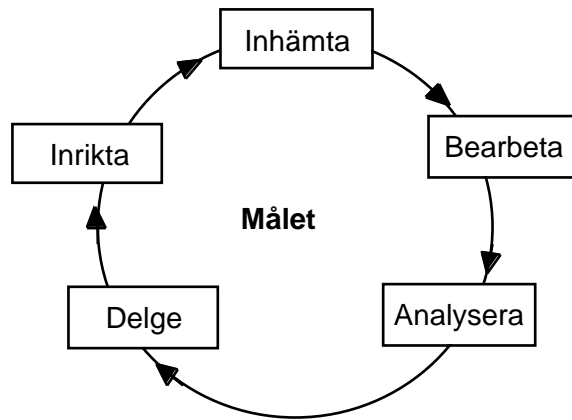 Inhämta
Bearbeta
Inrikta
Målet
Analysera
Delge